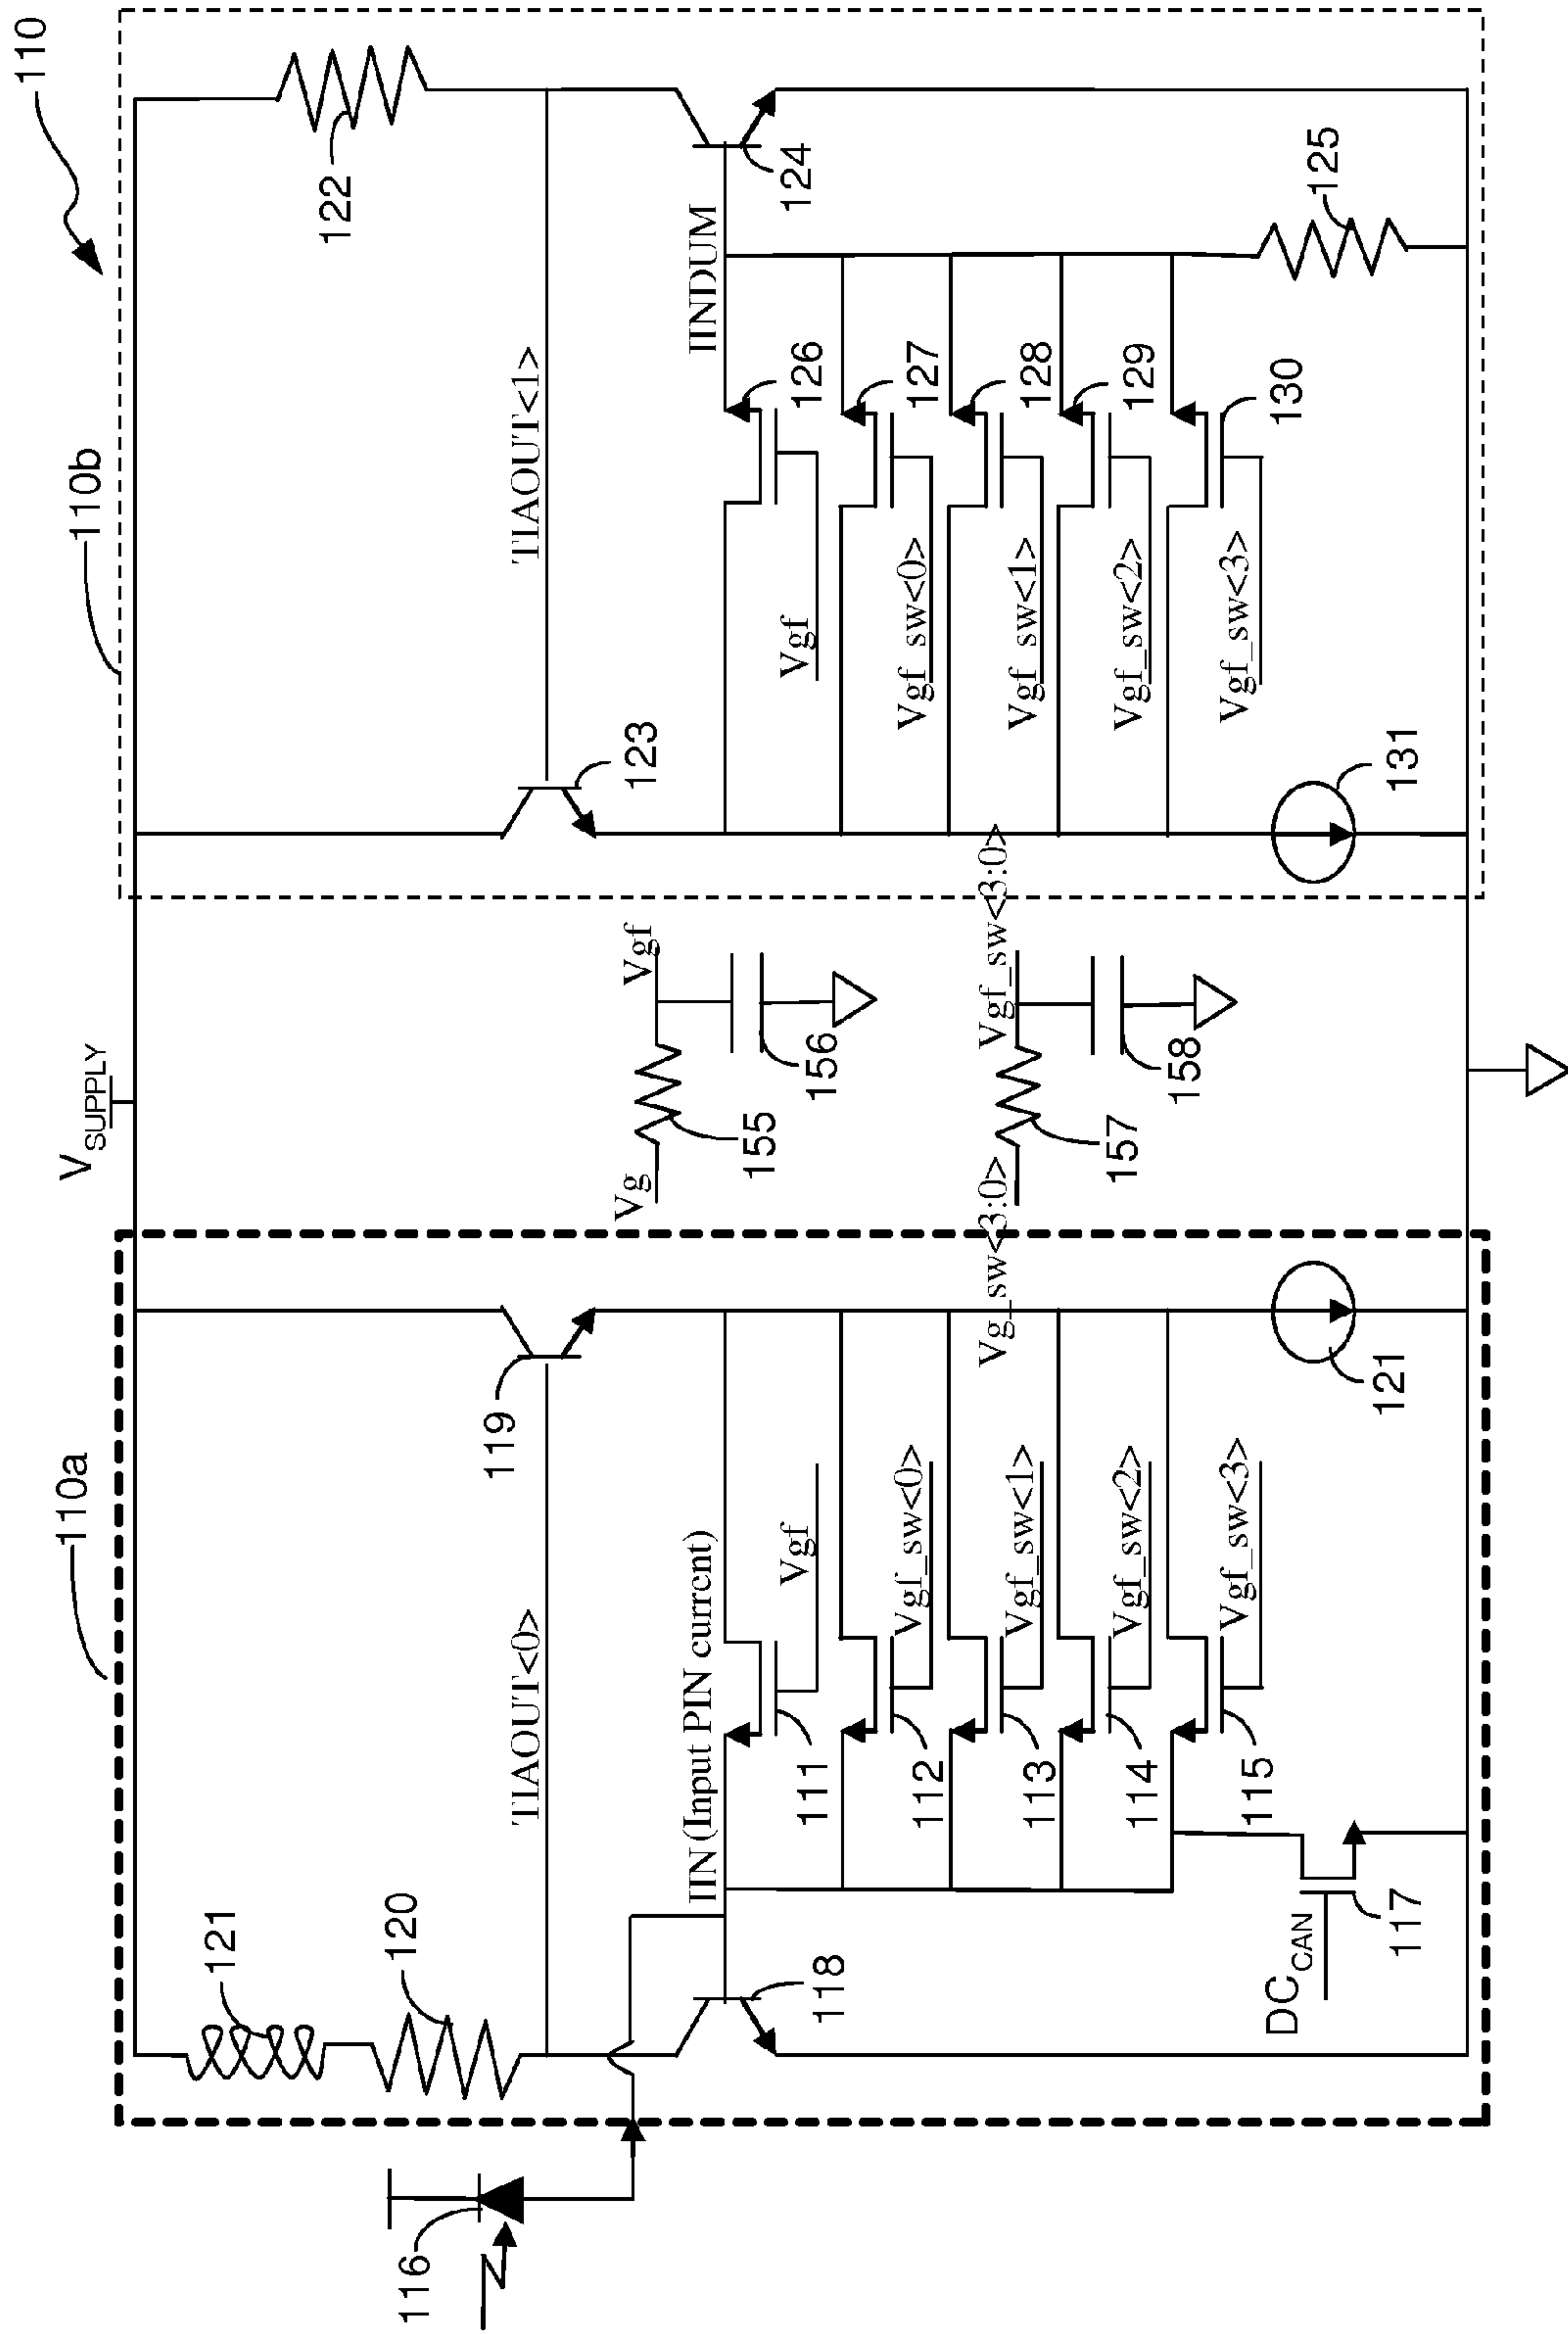 110
110a
110b
V SUPPLY
121
120
122
TIAOUT<0>
119
TIAOUT<1>
123
116
Vg
Vgf
155
156
IIN (Input PIN current)
IINDUM
118
124
111
Vgf
Vgf
126
112
Vgf_sw<0>
Vgf_sw<0>
127
Vg_sw<3:0>
Vgf_sw<3:0>
113
Vgf_sw<1>
Vgf_sw<1>
128
157
158
114
Vgf_sw<2>
Vgf_sw<2>
129
115
Vgf_sw<3>
Vgf_sw<3>
130
DC CAN
117
121
131
125